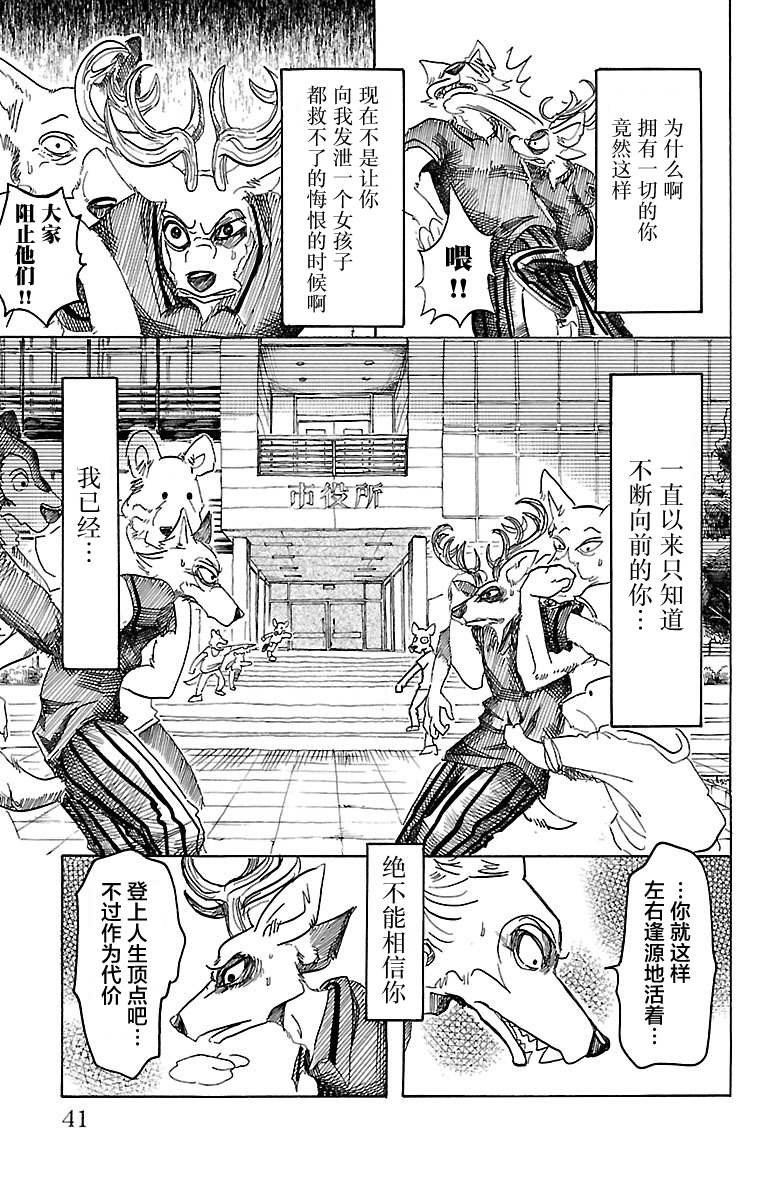 为什么啊
拥有一切的你
竟然这样
喂!!
现在不是让你
向我发泄一个女孩子
都救不了的悔恨的时候啊
大家
阻止他们!!
一直以来只知道
不断向前的你…
市役所
我已经…
绝不能相信你
…你就这样
左右逢源地活着…
登上人生顶点吧…
不过作为代价
41